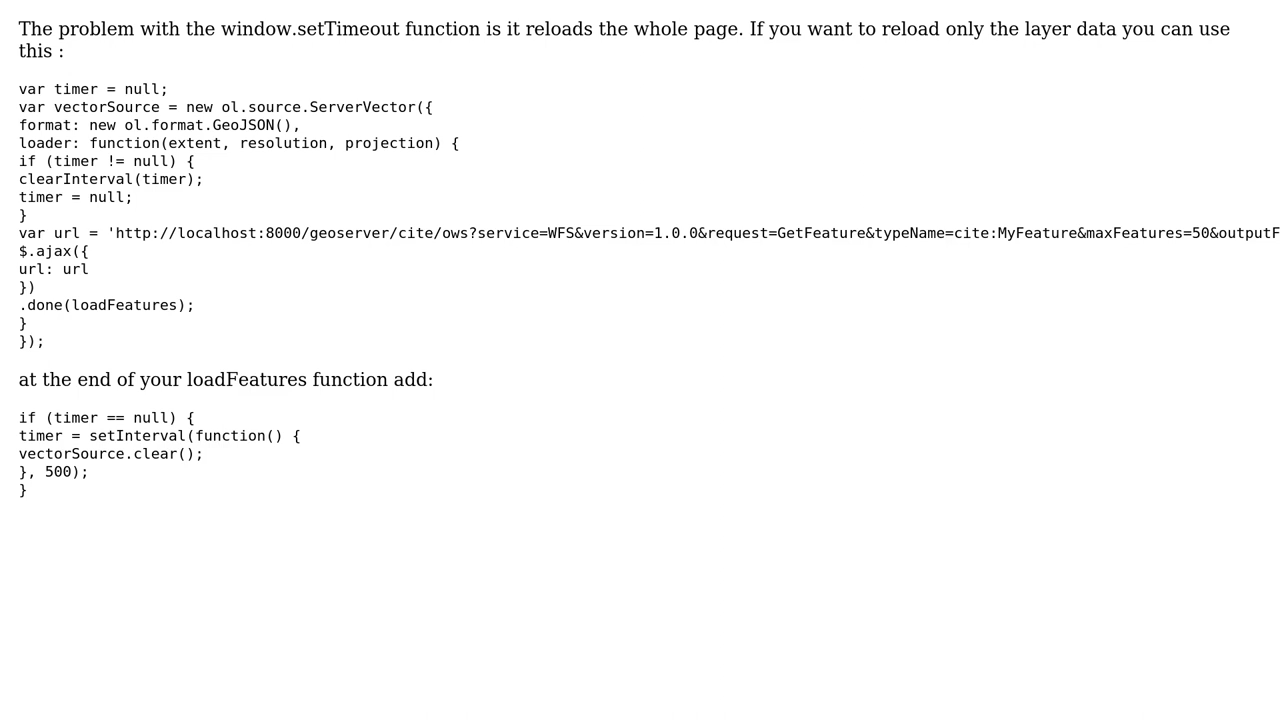 The problem with the window.setTimeout function is it reloads the whole page. If you want to reload only the layer data you can use
this :
var timer = null;
var vectorSource = new ol.source.ServerVector({
format: new ol.format.GeoJSON(),
loader: function(extent, resolution, projection) {
if (timer != null) {
clearInterval(timer);
timer = null;
}
var url = 'http://localhost:8000/geoserver/cite/ows?service=WFS&version=1.0.0&request=GetFeature&typeName=cite:MyFeature&maxFeatures=50&outputF
$.ajax({
url: url
})
.done(loadFeatures);
}
});
at the end of your loadFeatures function add:
if (timer == null) {
timer = setInterval(function() {
vectorSource.clear();
}, 500);
}